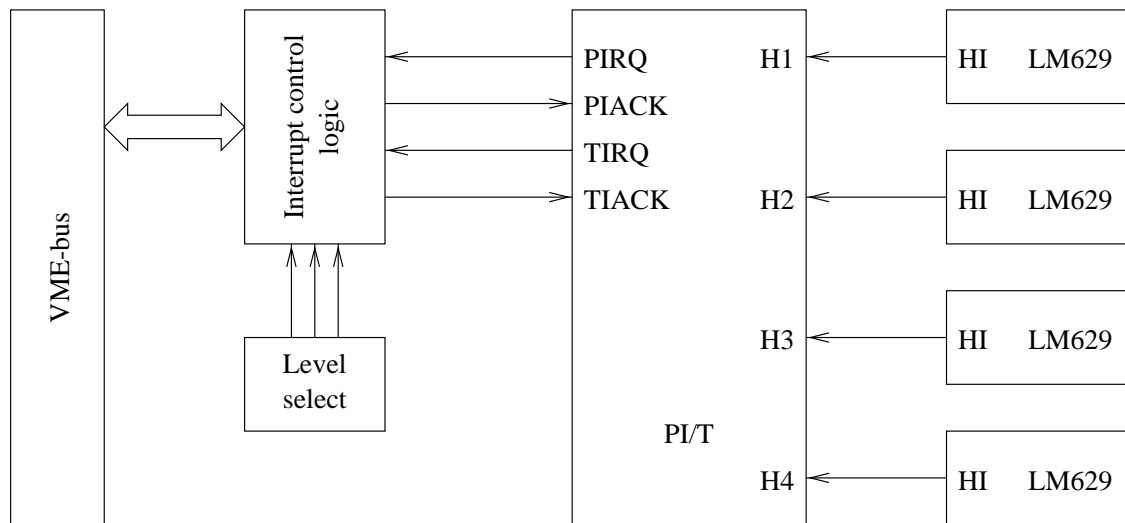 VME-bus
Interrupt control
logic
Level
select
PIRQ
PIACK
TIRQ
TIACK
H1
H2
H3
H4
PI/T
HI LM629
HI LM629
HI LM629
HI LM629